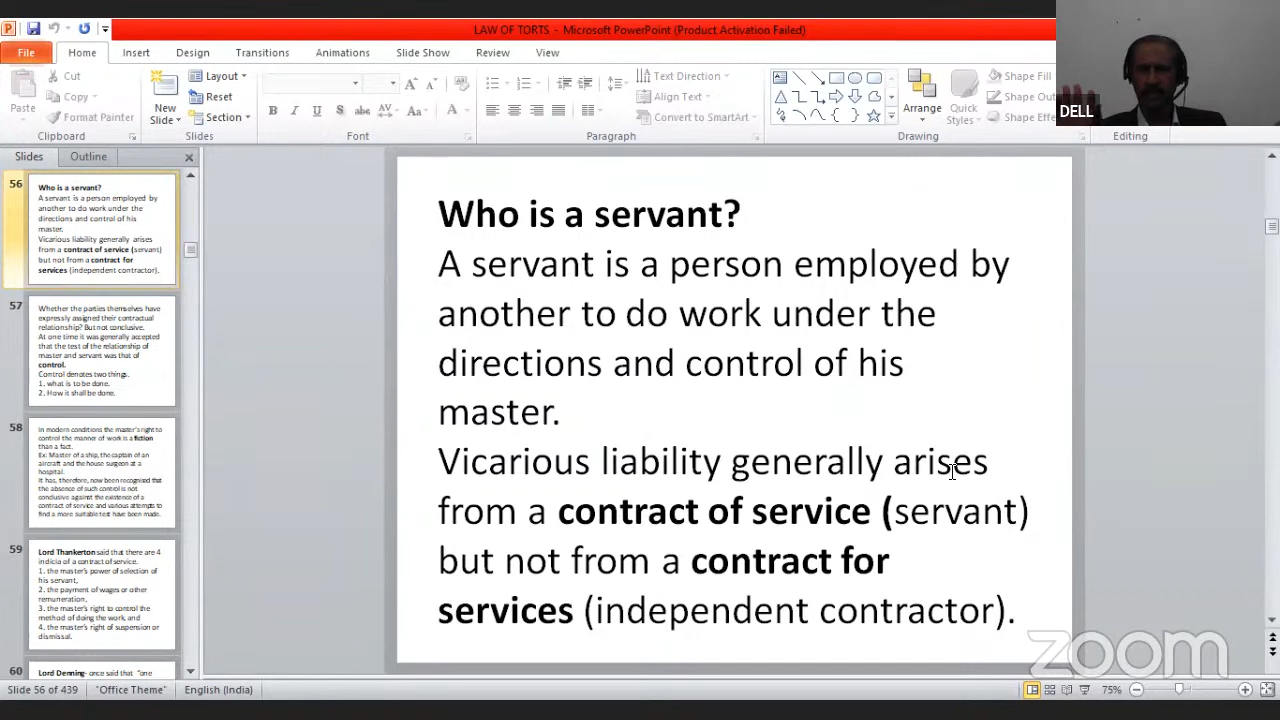 LAW OF TORTS - Microsoft PowerPoint (Product Activation Failed)
File Home Insert Design Transitions Animations Slide Show Review View
Cut
Copy
Format Painter
Paste
Clipboard
New
Slide
Layout
Reset
Section
Slides
B I U S abc AV Aa A
Font
Text Direction
Align Text
Convert to SmartArt
Paragraph
Arrange
Quick
Styles
Shape Fill
Shape Ou
Shape Effe
Drawing
Editing
DELL
Slides Outline
56
Who is a servant?
A servant is a person employed by
another to do work under the
directions and control of his
master.
Vicarious liability generally arises
from a contract of service (servant)
but not from a contract for
services (independent contractor).
57
Whether the parties themselves have
expressly assigned their contractual
relationship? But not conclusive.
At one time it was generally accepted
that the test of the relationship of
master and servant was that of
control.
Control denotes two things.
1. what is to be done.
2. How it shall be done.
58
In modern conditions the master's right to
control the manner of work is a fiction
than a fact.
Ex: Master of a ship, the captain of an
aircraft and the house surgeon at a
hospital.
It has, therefore, now been recognised that
the absence of such control is not
conclusive against the existence of a
contract of service and various attempts to
find a more suitable test have been made.
59
Lord Thankerton said that there are 4
indicia of a contract of service.
1. the master's power of selection of
his servant,
2. the payment of wages or other
remuneration,
3. the master's right to control the
method of doing the work, and
4. the master's right of suspension or
dismissal.
60
Lord Denning- once said that "one
Who is a servant?
A servant is a person employed by
another to do work under the
directions and control of his
master.
Vicarious liability generally arises
from a contract of service (servant)
but not from a contract for
services (independent contractor).
zoom
Slide 56 of 439 "Office Theme" English (India) 75%